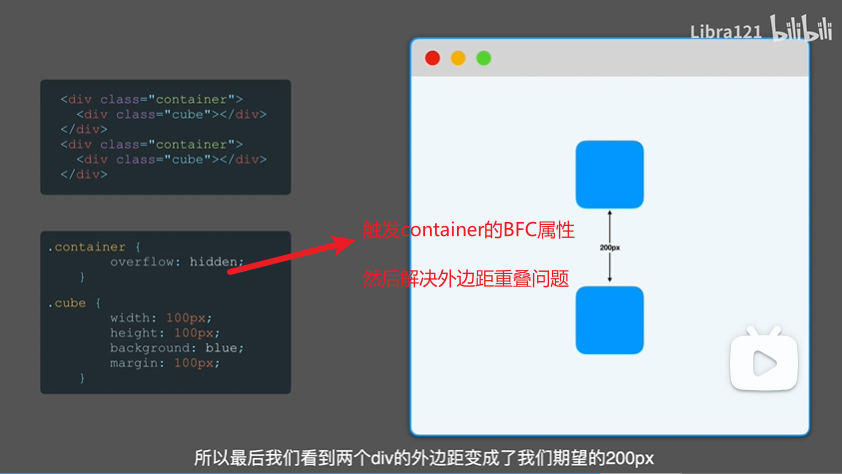 Libra121 bilibili
<div class="container">
<div class="cube"></div>
</div>
<div class="container">
<div class="cube"></div>
</div>
.container {
overflow: hidden;
}
.cube {
width: 100px;
height: 100px;
background: blue;
margin: 100px;
}
触发container的BFC属性
然后解决外边距重叠问题
200px
所以最后我们看到两个div的外边距变成了我们期望的200px